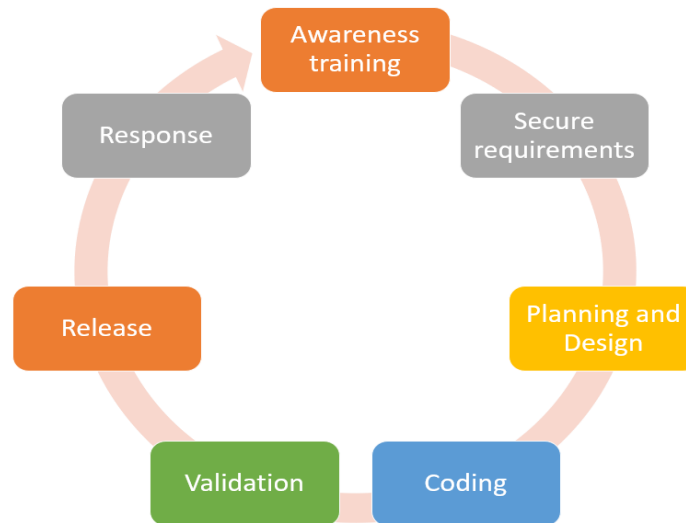 Awareness
training
Secure
requirements
Planning and
Design
Coding
Validation
Release
Response